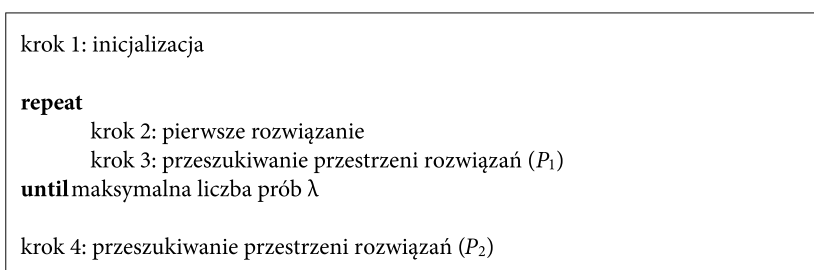 krok 1: inicjalizacja
repeat
krok 2: pierwsze rozwiązanie
krok 3: przeszukiwanie przestrzeni rozwiązań (P₁)
until maksymalna liczba prób λ
krok 4: przeszukiwanie przestrzeni rozwiązań (P₂)